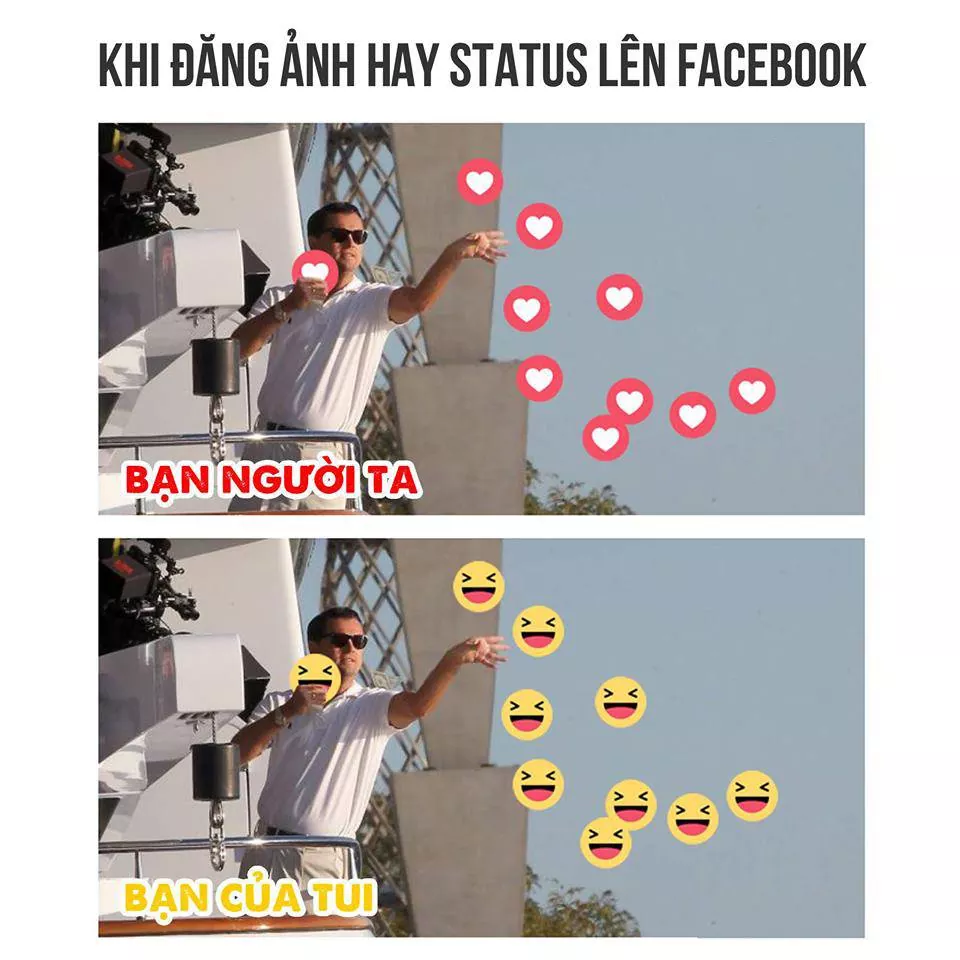 KHI ĐĂNG ẢNH HAY STATUS LÊN FACEBOOK
BẠN NGƯỜI TA
BẠN CỦA TUI